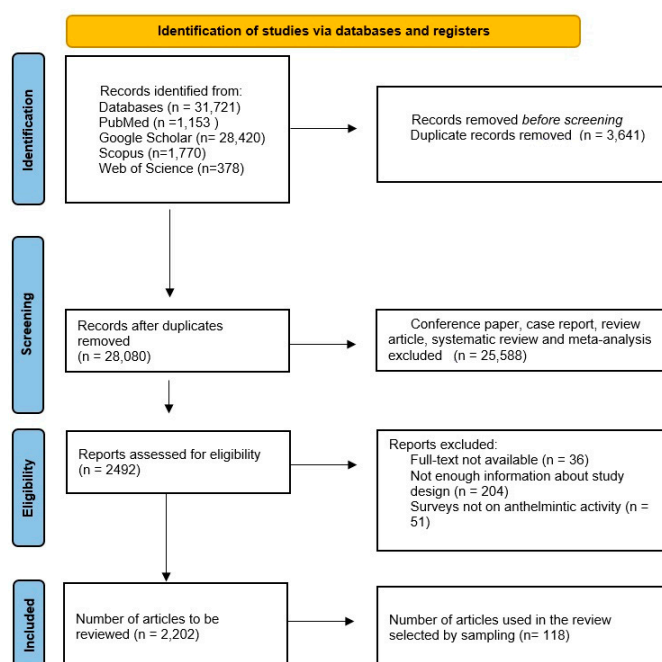 Identification of studies via databases and registers
Identification
Records identified from:
Databases (n = 31,721)
PubMed (n =1,153 )
Google Scholar (n= 28,420)
Scopus (n=1,770)
Web of Science (n=378)
Records removed before screening
Duplicate records removed (n = 3,641)
Screening
Records after duplicates
removed
(n = 28,080)
Conference paper, case report, review
article, systematic review and meta-analysis
excluded (n = 25,588)
Eligibility
Reports assessed for eligibility
(n = 2492)
Reports excluded:
Full-text not available (n = 36)
Not enough information about study
design (n = 204)
Surveys not on anthelmintic activity (n =
51)
Included
Number of articles to be
reviewed (n = 2,202)
Number of articles used in the review
selected by sampling (n= 118)